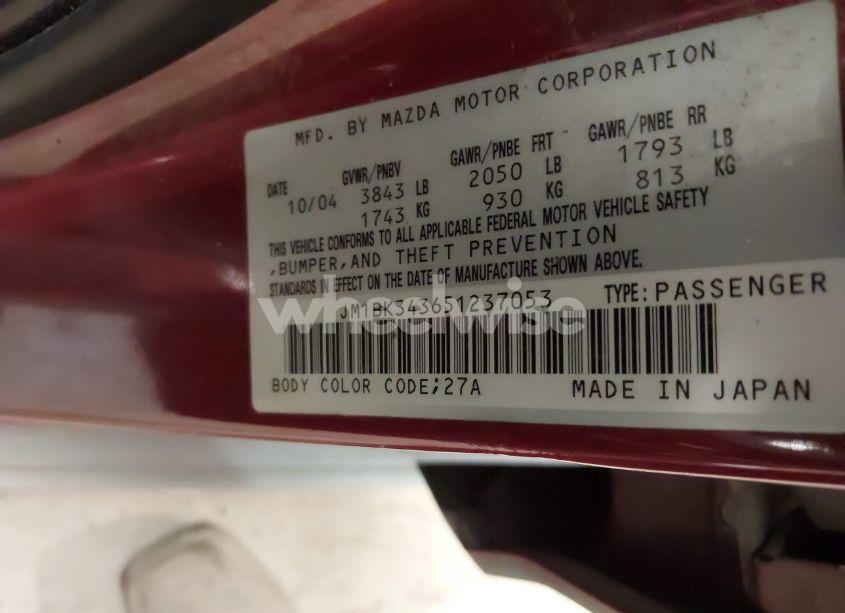 MFD. BY MAZDA MOTOR CORPORATION
DATE GVWR/PNBV GAWR/PNBE FRT GAWR/PNBE RR
10/04 3843 LB 2050 LB 1793 LB
1743 KG 930 KG 813 KG
THIS VEHICLE CONFORMS TO ALL APPLICABLE FEDERAL MOTOR VEHICLE SAFETY
,BUMPER,AND THEFT PREVENTION
STANDARDS IN EFFECT ON THE DATE OF MANUFACTURE SHOWN ABOVE.
JM1BK343651237053 TYPE:PASSENGER
wheelwise
BODY COLOR CODE;27A MADE IN JAPAN